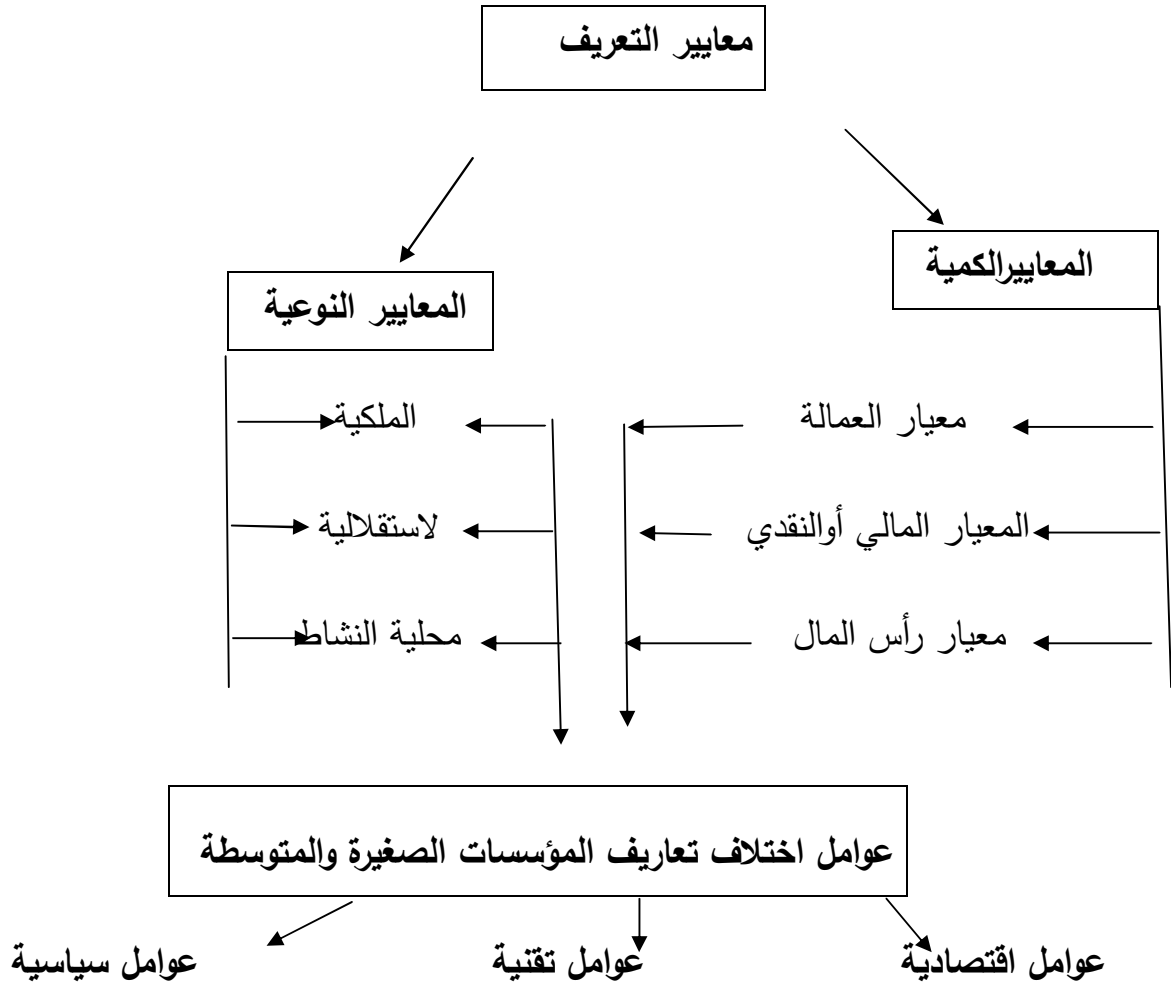 معايير التعريف
المعاييرالكمية
المعايير النوعية
معيار العمالة
الملكية
المعيار المالي أوالنقدي
لاستقلالية
معيار رأس المال
محلية النشاط
عوامل اختلاف تعاريف المؤسسات الصغيرة والمتوسطة
عوامل اقتصادية عوامل تقنية عوامل سياسية